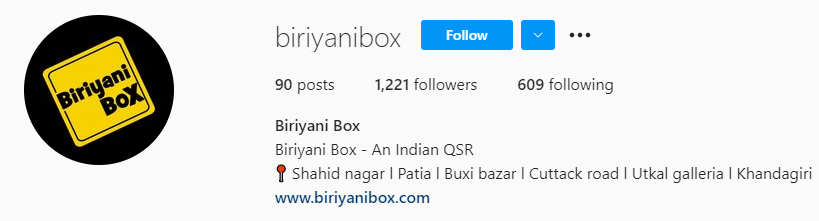 Biriyani
BOX
biriyanibox Follow
90 posts 1,221 followers 609 following
Biriyani Box
Biriyani Box - An Indian QSR
📍 Shahid nagar l Patia l Buxi bazar l Cuttack road l Utkal galleria l Khandagiri
www.biriyanibox.com